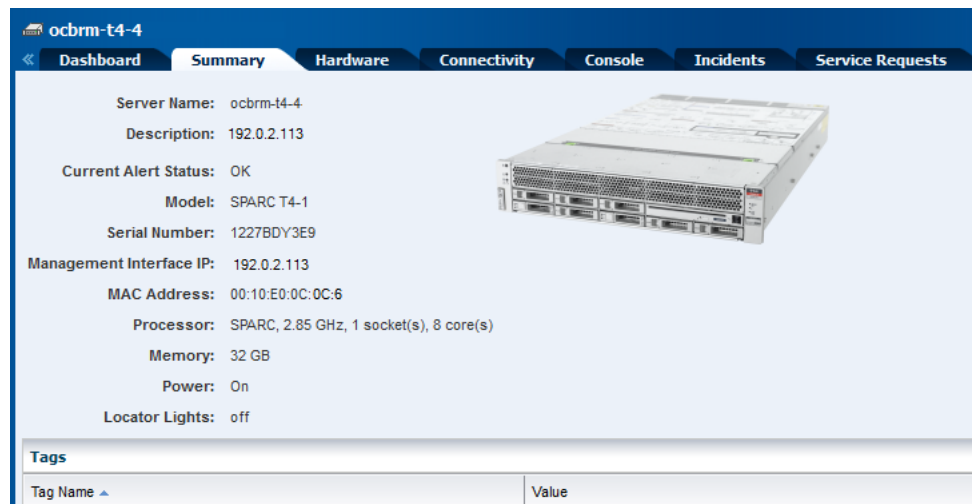 ocbrm-t4-4
« Dashboard Summary Hardware Connectivity Console Incidents Service Requests
Server Name: ocbrm-t4-4
Description: 192.0.2.113
Current Alert Status: OK
Model: SPARC T4-1
Serial Number: 1227BDY3E9
Management Interface IP: 192.0.2.113
MAC Address: 00:10:E0:0C:0C:6
Processor: SPARC, 2.85 GHz, 1 socket(s), 8 core(s)
Memory: 32 GB
Power: On
Locator Lights: off
Tags
Tag Name Value